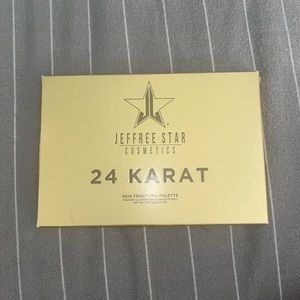 JEFFREE STAR
COSMETICS
24 KARAT
SKIN FROST PRO PALETTE